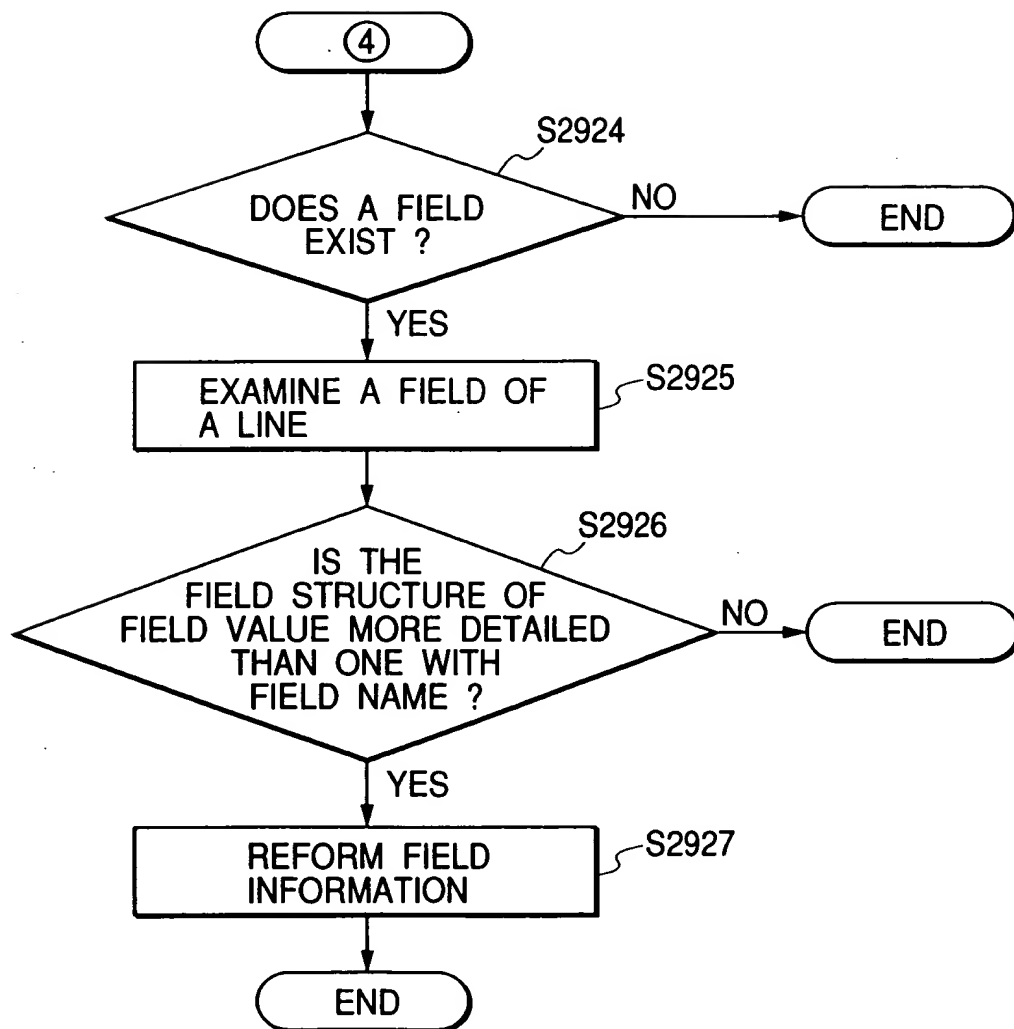 4
S2924
DOES A FIELD
EXIST ?
NO
END
YES
EXAMINE A FIELD OF
A LINE
S2925
S2926
IS THE
FIELD STRUCTURE OF
FIELD VALUE MORE DETAILED
THAN ONE WITH
FIELD NAME ?
NO
END
YES
REFORM FIELD
INFORMATION
S2927
END